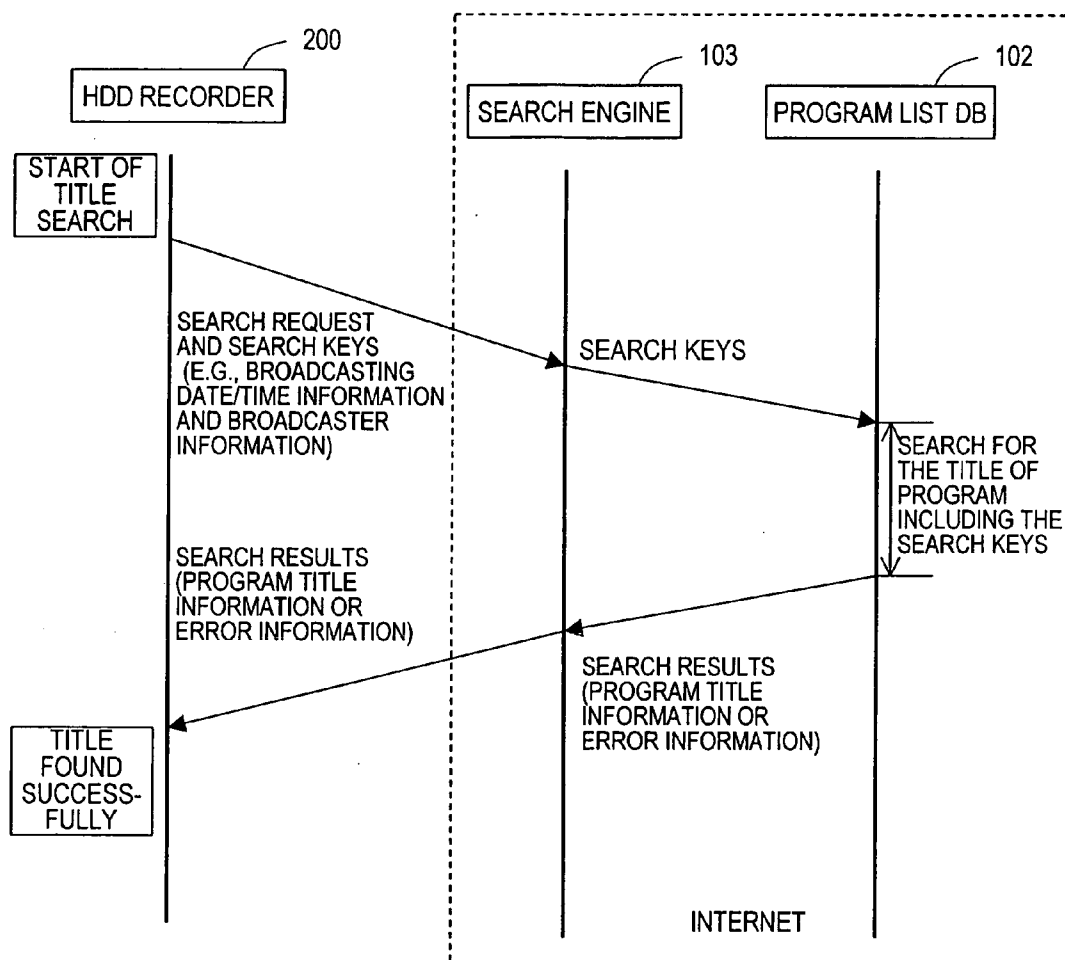 200
103
102
HDD RECORDER
SEARCH ENGINE
PROGRAM LIST DB
START OF
TITLE
SEARCH
SEARCH REQUEST
AND SEARCH KEYS
(E.G., BROADCASTING
DATE/TIME INFORMATION
AND BROADCASTER
INFORMATION)
SEARCH KEYS
SEARCH FOR
THE TITLE OF
PROGRAM
INCLUDING THE
SEARCH KEYS
SEARCH RESULTS
(PROGRAM TITLE
INFORMATION OR
ERROR INFORMATION)
SEARCH RESULTS
(PROGRAM TITLE
INFORMATION OR
ERROR INFORMATION)
TITLE
FOUND
SUCCESS-
FULLY
INTERNET